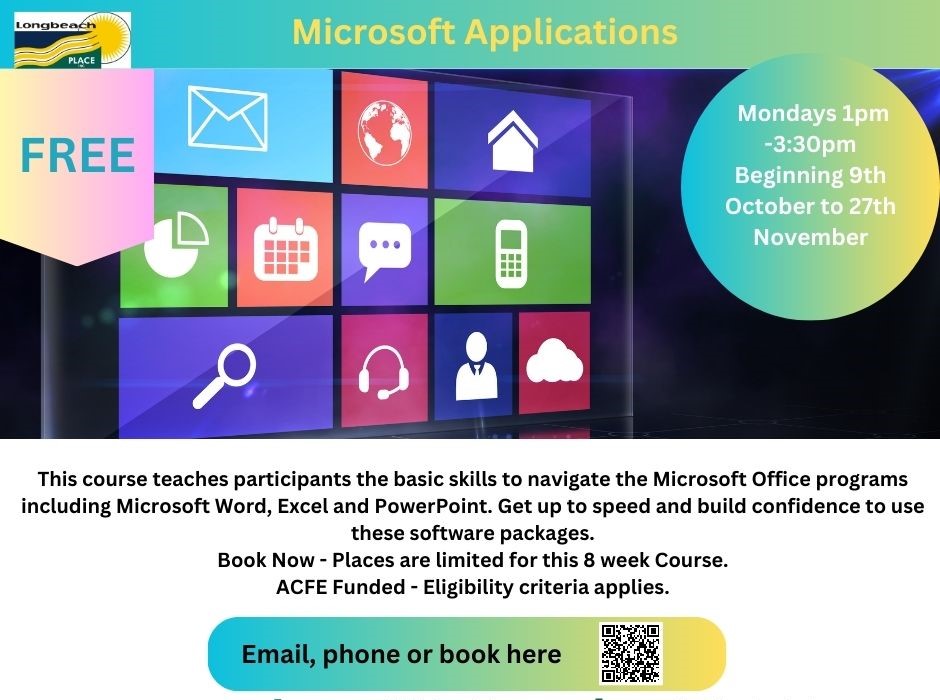 Longbeach
PLACE
INC
Microsoft Applications
FREE
Mondays 1pm
-3:30pm
Beginning 9th
October to 27th
November
This course teaches participants the basic skills to navigate the Microsoft Office programs
including Microsoft Word, Excel and PowerPoint. Get up to speed and build confidence to use
these software packages.
Book Now - Places are limited for this 8 week Course.
ACFE Funded - Eligibility criteria applies.
Email, phone or book here